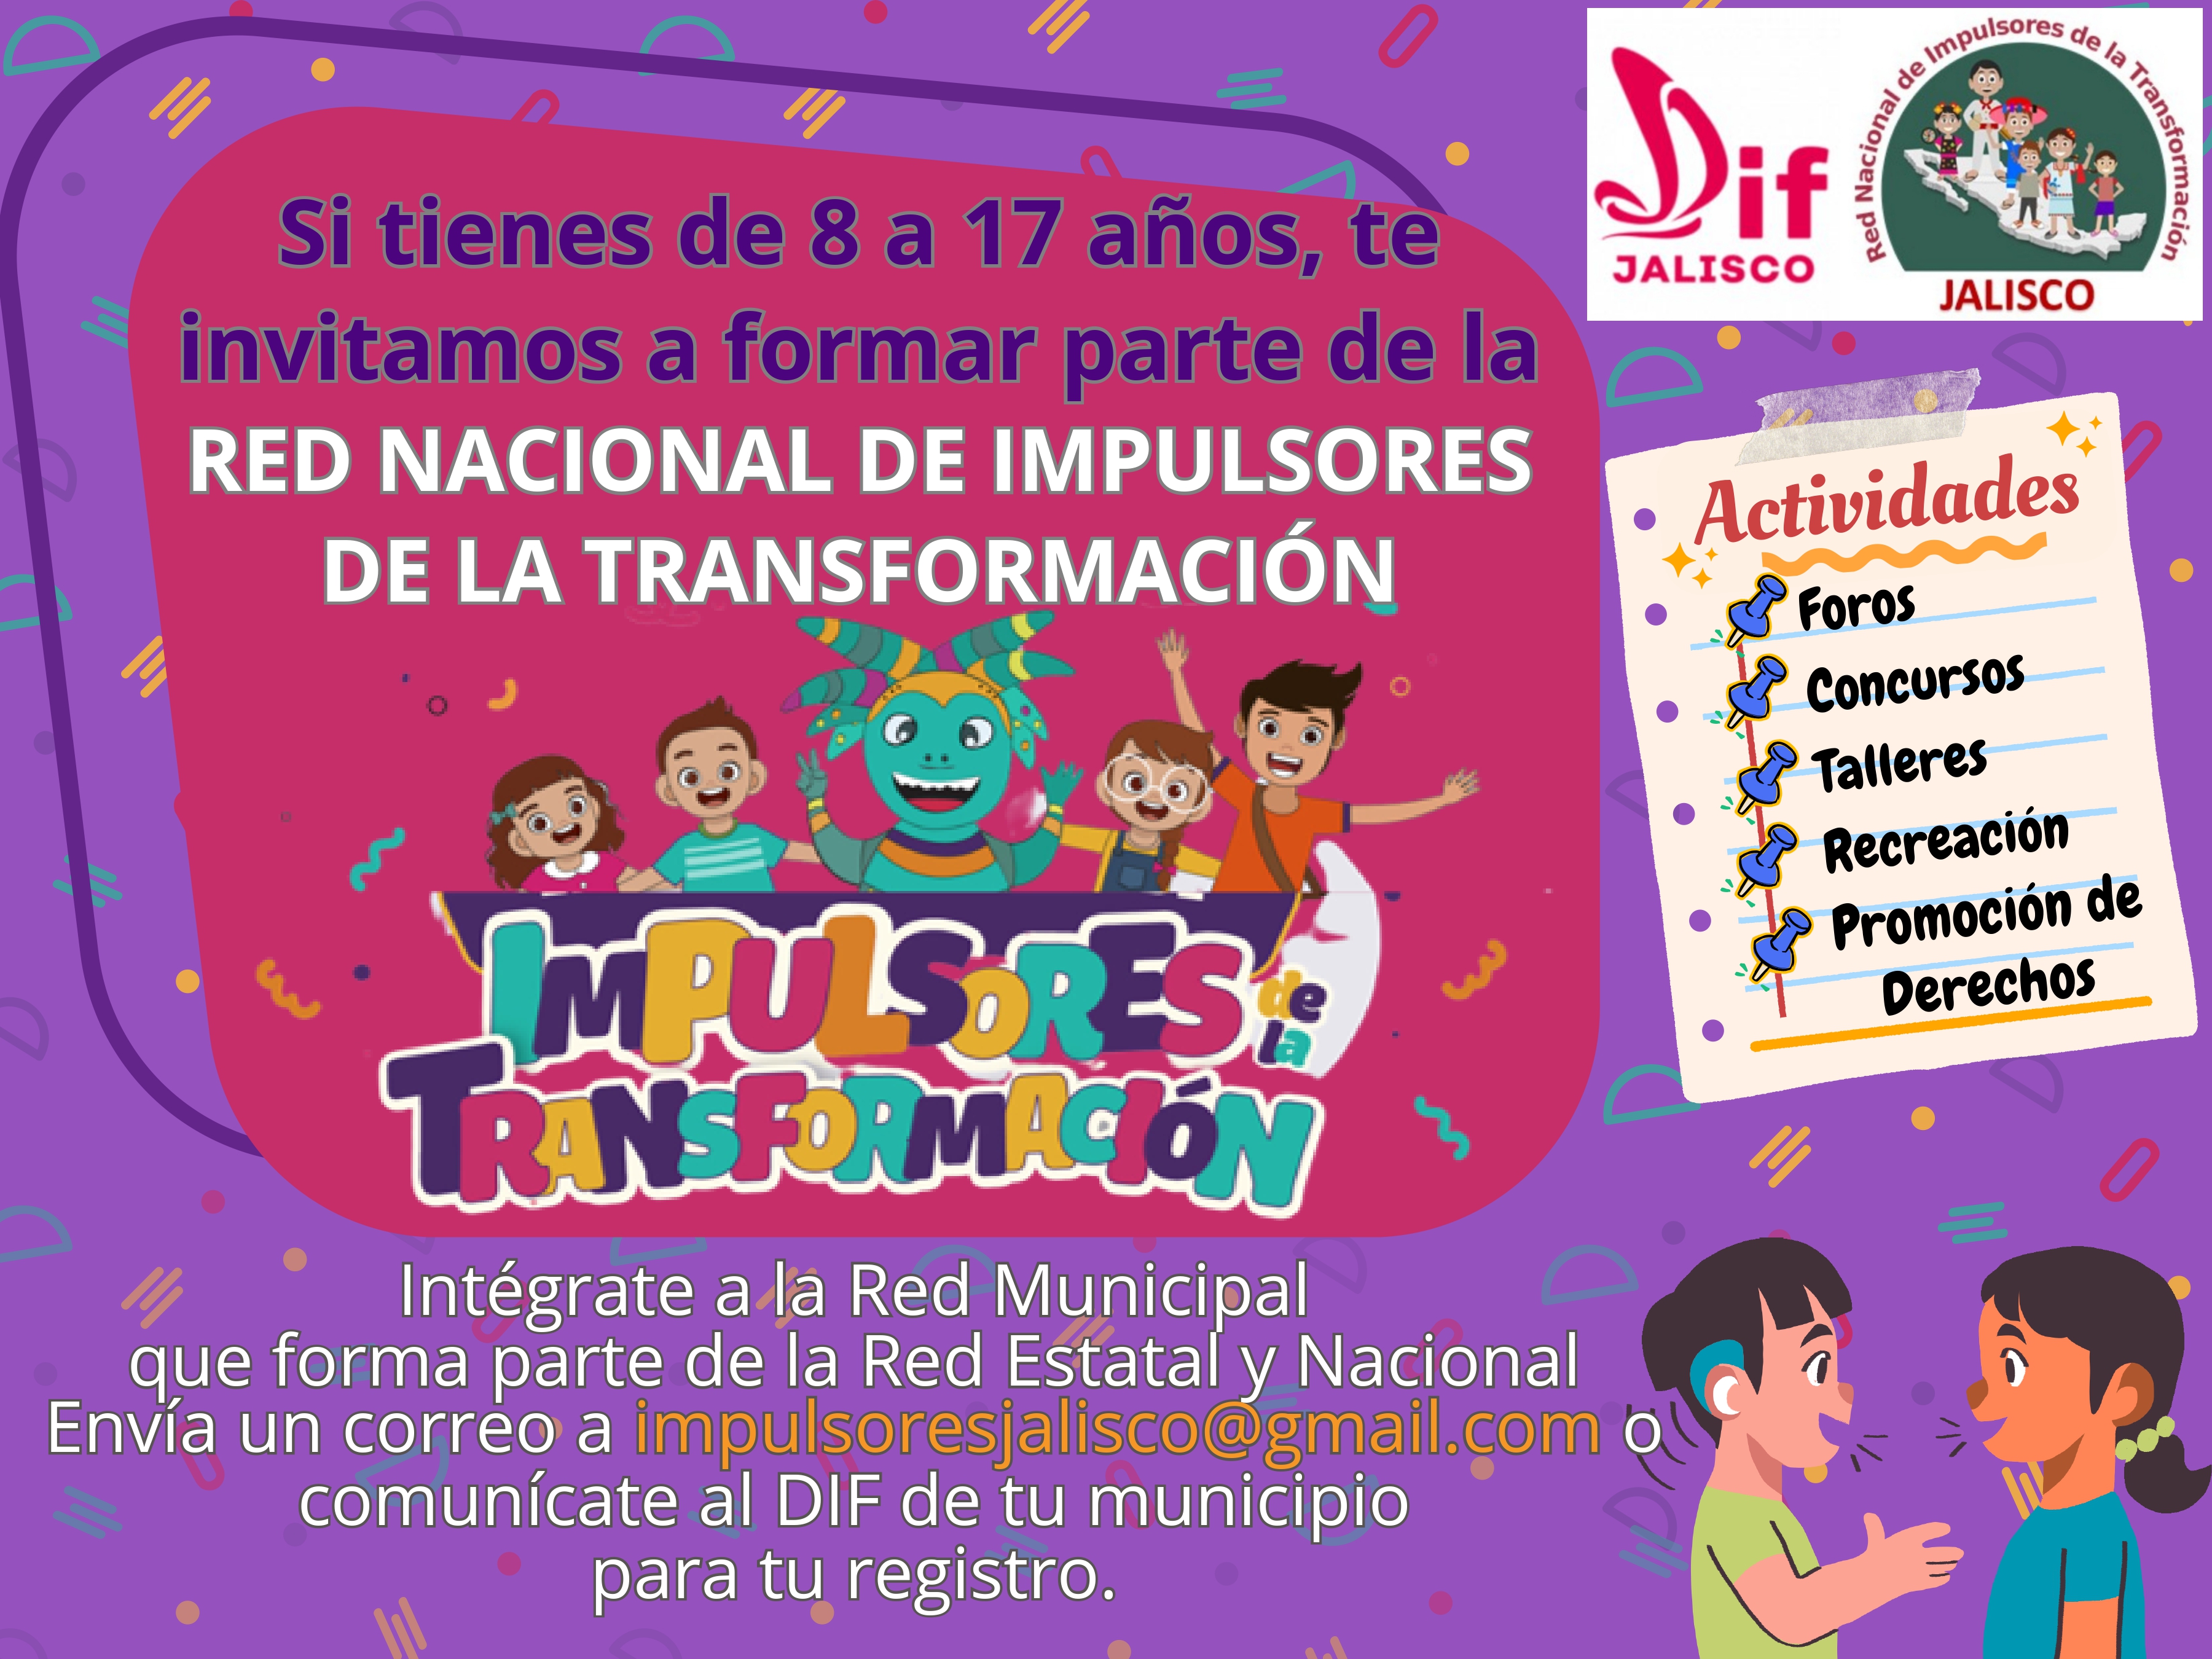 Si tienes de 8 a 17 años, te
invitamos a formar parte de la
RED NACIONAL DE IMPULSORES
DE LA TRANSFORMACIÓN
IMPULSORES
de
la
TRANSFORMACIÓN
Dif
JALISCO
Red Nacional de Impulsores de la Transformación
JALISCO
Actividades
Foros
Concursos
Talleres
Recreación
Promoción de
Derechos
Intégrate a la Red Municipal
que forma parte de la Red Estatal y Nacional
Envía un correo a impulsoresjalisco@gmail.com o
comunícate al DIF de tu municipio
para tu registro.